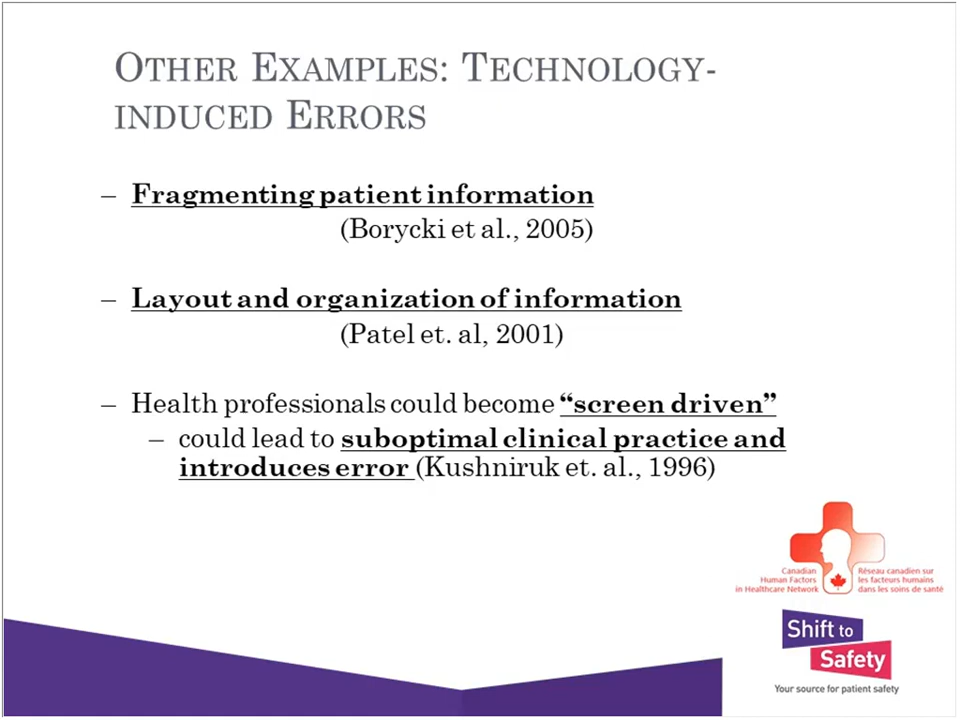 OTHER EXAMPLES: TECHNOLOGY-
INDUCED ERRORS
– Fragmenting patient information
(Borycki et al., 2005)
– Layout and organization of information
(Patel et. al, 2001)
– Health professionals could become “screen driven”
– could lead to suboptimal clinical practice and
introduces error (Kushniruk et. al., 1996)
Canadian
Human Factors
in Healthcare Network
Réseau canadien sur
les facteurs humains
dans les soins de santé
Shift to
Safety
Your source for patient safety